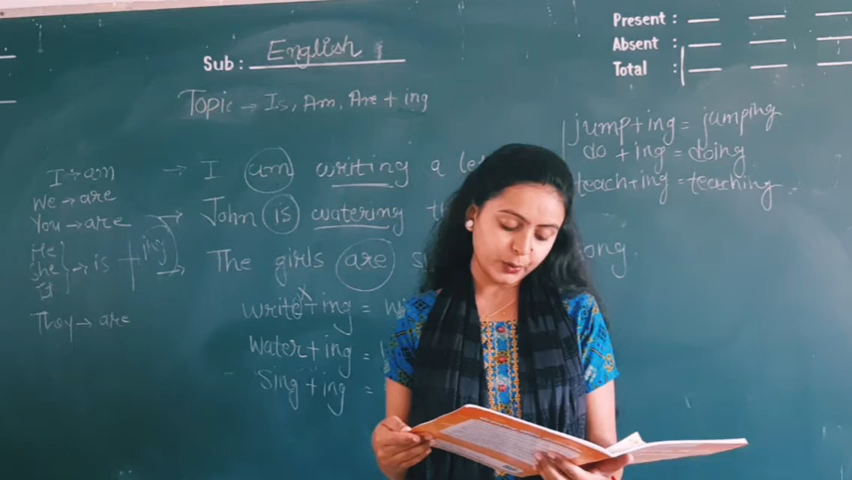 Sub : English
Present :
Absent :
Total :
Topic → Is, Am, Are + ing
I → am
We → are
You → are
He
She
It
→ is
+ ing
They → are
→ I am writing a
→ John is watering
→ The girls are ong.
write + ing =
water + ing =
Sing + ing =
jump + ing = jumping
do + ing = doing
teach + ing = teaching